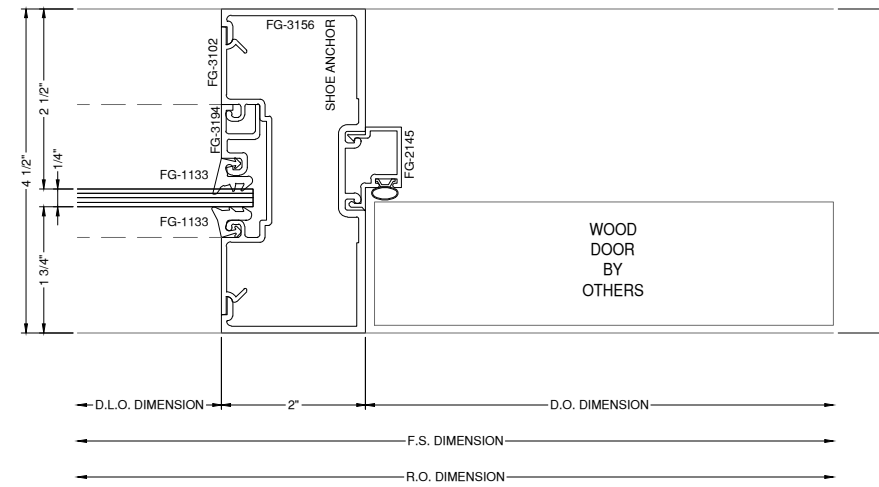 FG-3156
FG-3102
SHOE ANCHOR
FG-3194
FG-2145
FG-1133
FG-1133
2 1/2"
4 1/2"
1/4"
1 3/4"
WOOD
DOOR
BY
OTHERS
D.L.O. DIMENSION
2"
D.O. DIMENSION
F.S. DIMENSION
R.O. DIMENSION